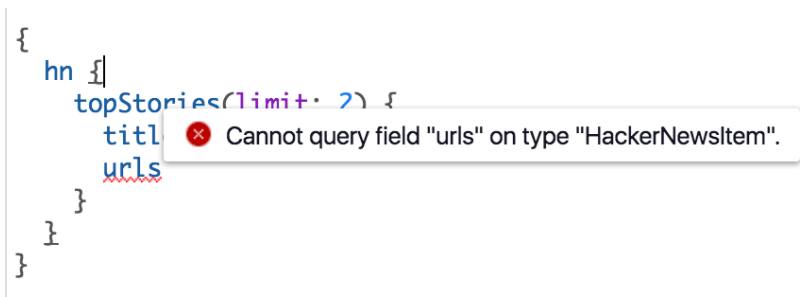 {
hn {
topStories(limit: 2) {
titl
Cannot query field "urls" on type "HackerNewsItem".
urls
}
}
}